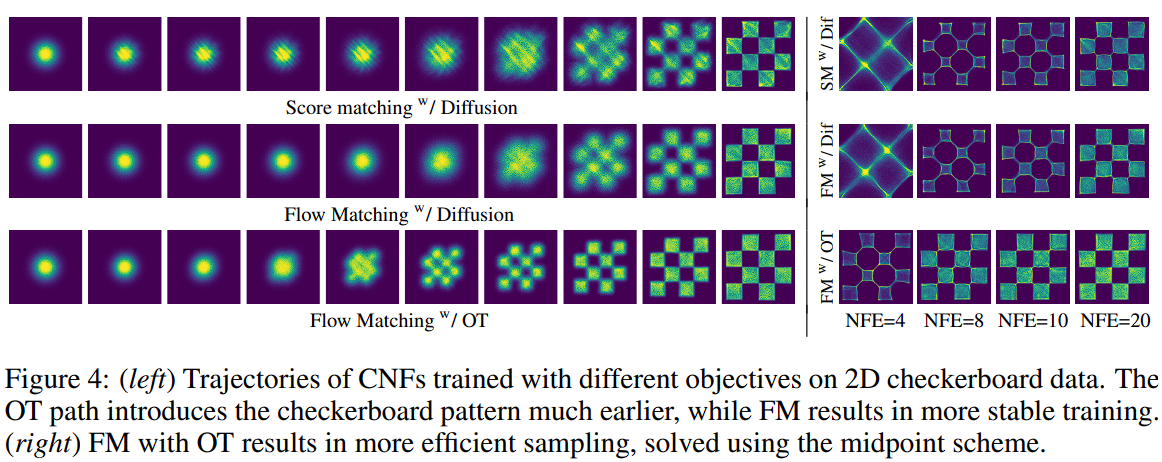 SM w/ Dif
Score matching w/ Diffusion
FM w/ Dif
Flow Matching w/ Diffusion
FM w/ OT
Flow Matching w/ OT
NFE=4 NFE=8 NFE=10 NFE=20
Figure 4: (left) Trajectories of CNFs trained with different objectives on 2D checkerboard data. The
OT path introduces the checkerboard pattern much earlier, while FM results in more stable training.
(right) FM with OT results in more efficient sampling, solved using the midpoint scheme.